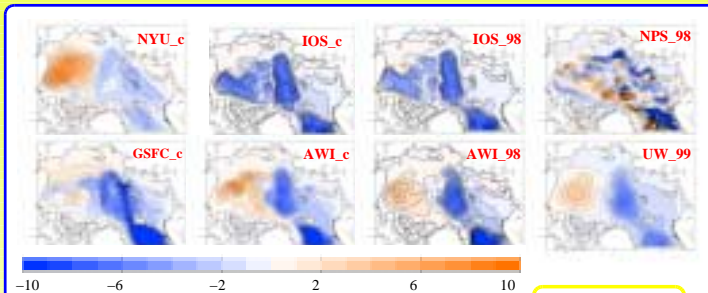 NYU_c IOS_c IOS_98 NPS_98
GSFC_c AWI_c AWI_98 UW_99
−10 −6 −2 2 6 10